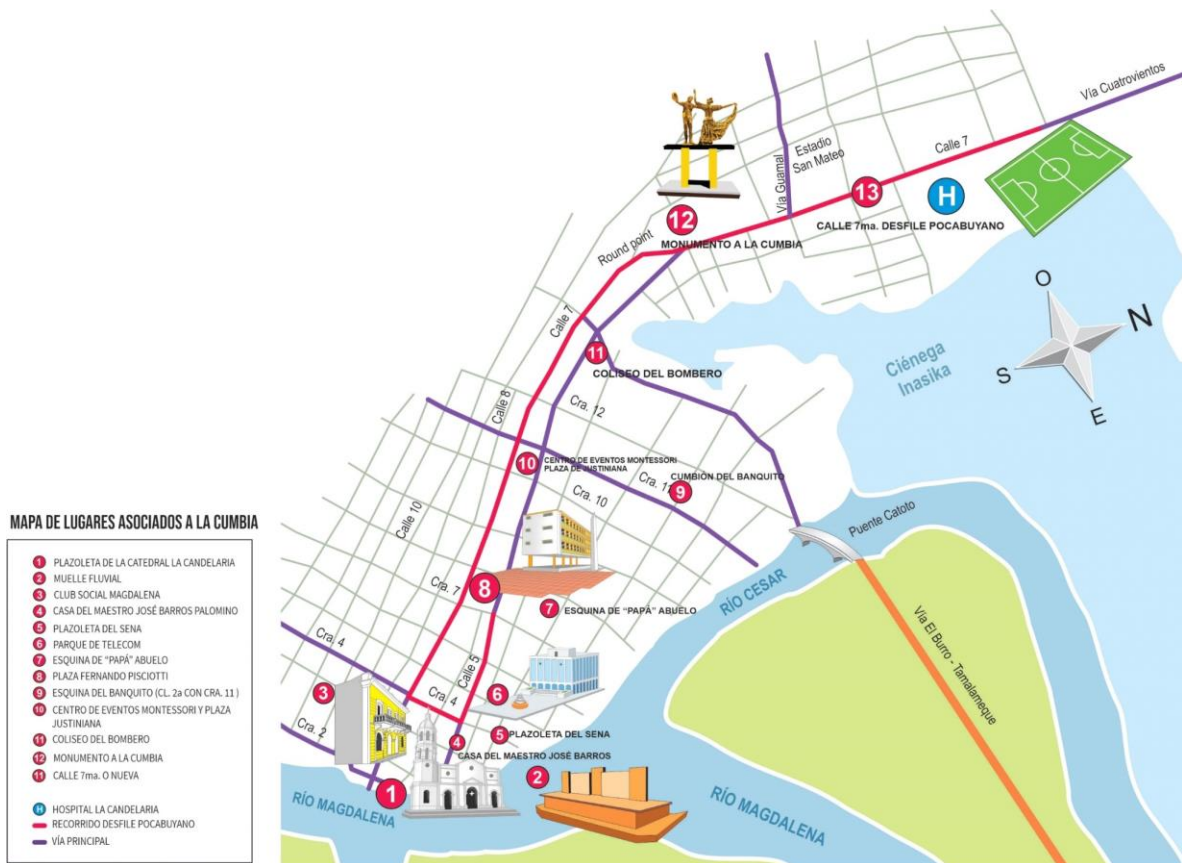 MAPA DE LUGARES ASOCIADOS A LA CUMBIA
1 PLAZOLETA DE LA CATEDRAL LA CANDELARIA
2 MUELLE FLUVIAL
3 CLUB SOCIAL MAGDALENA
4 CASA DEL MAESTRO JOSÉ BARROS PALOMINO
5 PLAZOLETA DEL SENA
6 PARQUE DE TELECOM
7 ESQUINA DE "PAPÁ" ABUELO
8 PLAZA FERNANDO PISCIOTTI
9 ESQUINA DEL BANQUITO (CL. 2a CON CRA. 11 )
10 CENTRO DE EVENTOS MONTESSORI Y PLAZA
JUSTINIANA
11 COLISEO DEL BOMBERO
12 MONUMENTO A LA CUMBIA
11 CALLE 7ma. O NUEVA
H HOSPITAL LA CANDELARIA
RECORRIDO DESFILE POCABUYANO
VÍA PRINCIPAL
Vía Cuatrovientos
Calle 7
Estadio
San Mateo
Vía Guamal
13
H
CALLE 7ma. DESFILE POCABUYANO
12
MONUMENTO A LA CUMBIA
Round point
Calle 7
O
N
S
E
Ciénega
Inasika
11
COLISEO DEL BOMBERO
Calle 8
Cra. 12
10
CENTRO DE EVENTOS MONTESSORI
PLAZA DE JUSTINIANA
CUMBIÓN DEL BANQUITO
Cra. 11
9
Cra. 10
Calle 10
Puente Catoto
RÍO CESAR
Cra. 7
8
7
ESQUINA DE "PAPÁ" ABUELO
Vía El Burro - Tamalameque
Cra. 4
Calle 5
3
Cra. 4
6
Cra. 2
5
PLAZOLETA DEL SENA
4
CASA DEL MAESTRO JOSÉ BARROS
2
1
RÍO MAGDALENA
RÍO MAGDALENA